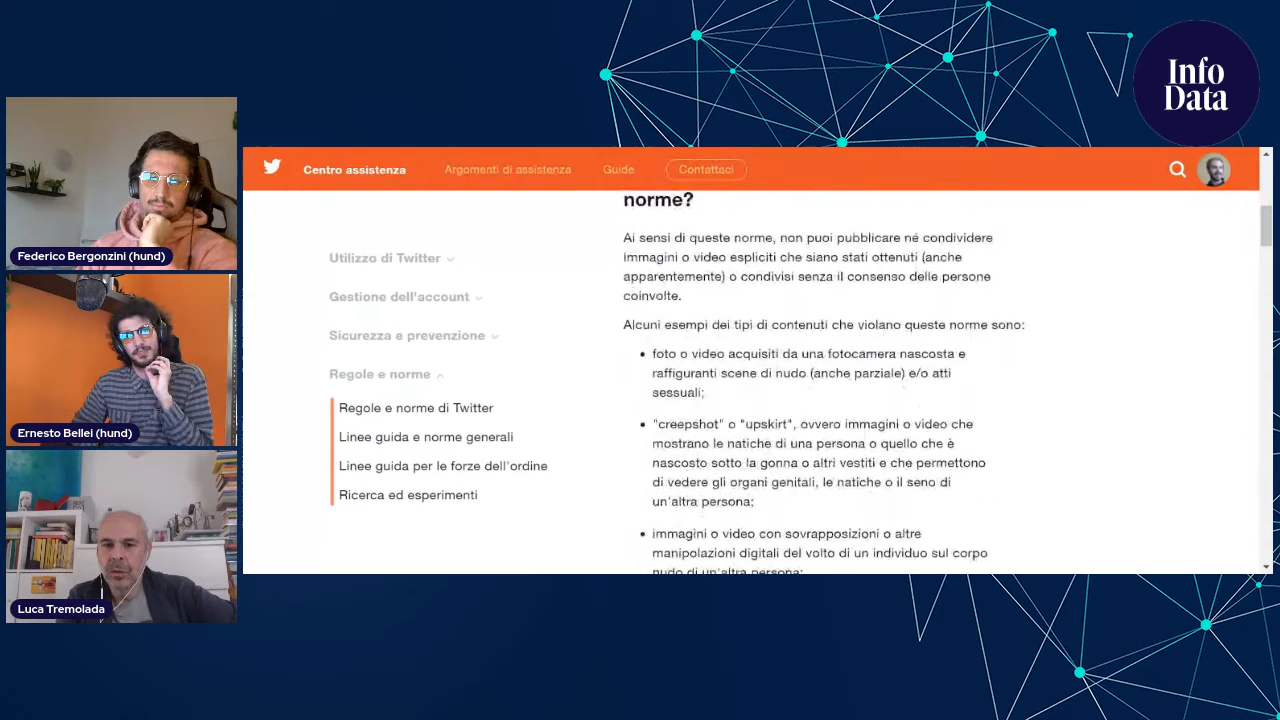 Info
Data
Federico Bergonzini (hund)
Ernesto Bellei (hund)
Luca Tremolada
Centro assistenza
Argomenti di assistenza
Guide
Contattaci
Utilizzo di Twitter
Gestione dell'account
Sicurezza e prevenzione
Regole e norme
Regole e norme di Twitter
Linee guida e norme generali
Linee guida per le forze dell'ordine
Ricerca ed esperimenti
norme?
Ai sensi di queste norme, non puoi pubblicare né condividere
immagini o video espliciti che siano stati ottenuti (anche
apparentemente) o condivisi senza il consenso delle persone
coinvolte.
Alcuni esempi dei tipi di contenuti che violano queste norme sono:
• foto o video acquisiti da una fotocamera nascosta e
raffiguranti scene di nudo (anche parziale) e/o atti
sessuali;
• "creepshot" o "upskirt", ovvero immagini o video che
mostrano le natiche di una persona o quello che è
nascosto sotto la gonna o altri vestiti e che permettono
di vedere gli organi genitali, le natiche o il seno di
un'altra persona;
• immagini o video con sovrapposizioni o altre
manipolazioni digitali del volto di un individuo sul corpo
nudo di un'altra persona;